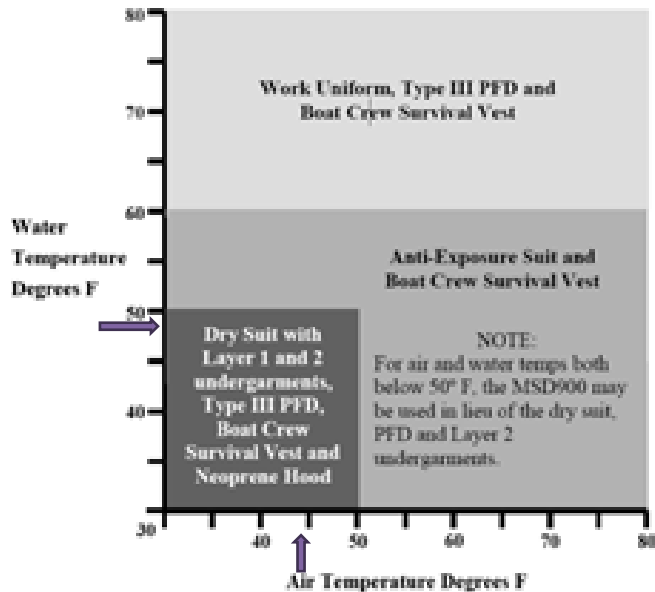 80
Work Uniform, Type III PFD and
Boat Crew Survival Vest
70
60
Water
Temperature
Degrees F
Anti-Exposure Suit and
Boat Crew Survival Vest
50
Dry Suit with
Layer 1 and 2
undergarments,
Type III PFD,
Boat Crew
Survival Vest and
Neoprene Hood
NOTE:
For air and water temps both
below 50º F, the MSD900 may
be used in lieu of the dry suit,
PFD and Layer 2
undergarments.
40
30
40 50 60 70 80
Air Temperature Degrees F